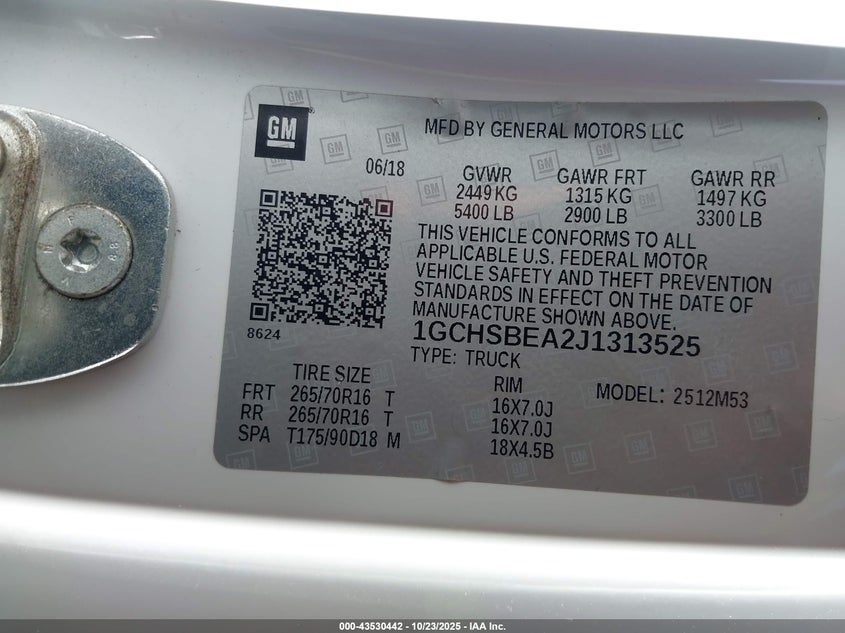 GM
MFD BY GENERAL MOTORS LLC
06/18
GVWR GAWR FRT GAWR RR
2449 KG 1315 KG 1497 KG
5400 LB 2900 LB 3300 LB
THIS VEHICLE CONFORMS TO ALL
APPLICABLE U.S. FEDERAL MOTOR
VEHICLE SAFETY AND THEFT PREVENTION
STANDARDS IN EFFECT ON THE DATE OF
MANUFACTURE SHOWN ABOVE.
8624
1GCHSBEA2J1313525
TYPE: TRUCK
TIRE SIZE RIM MODEL: 2512M53
FRT 265/70R16 T 16X7.0J
RR 265/70R16 T 16X7.0J
SPA T175/90D18 M 18X4.5B
000-43530442 - 10/23/2025 - IAA Inc.